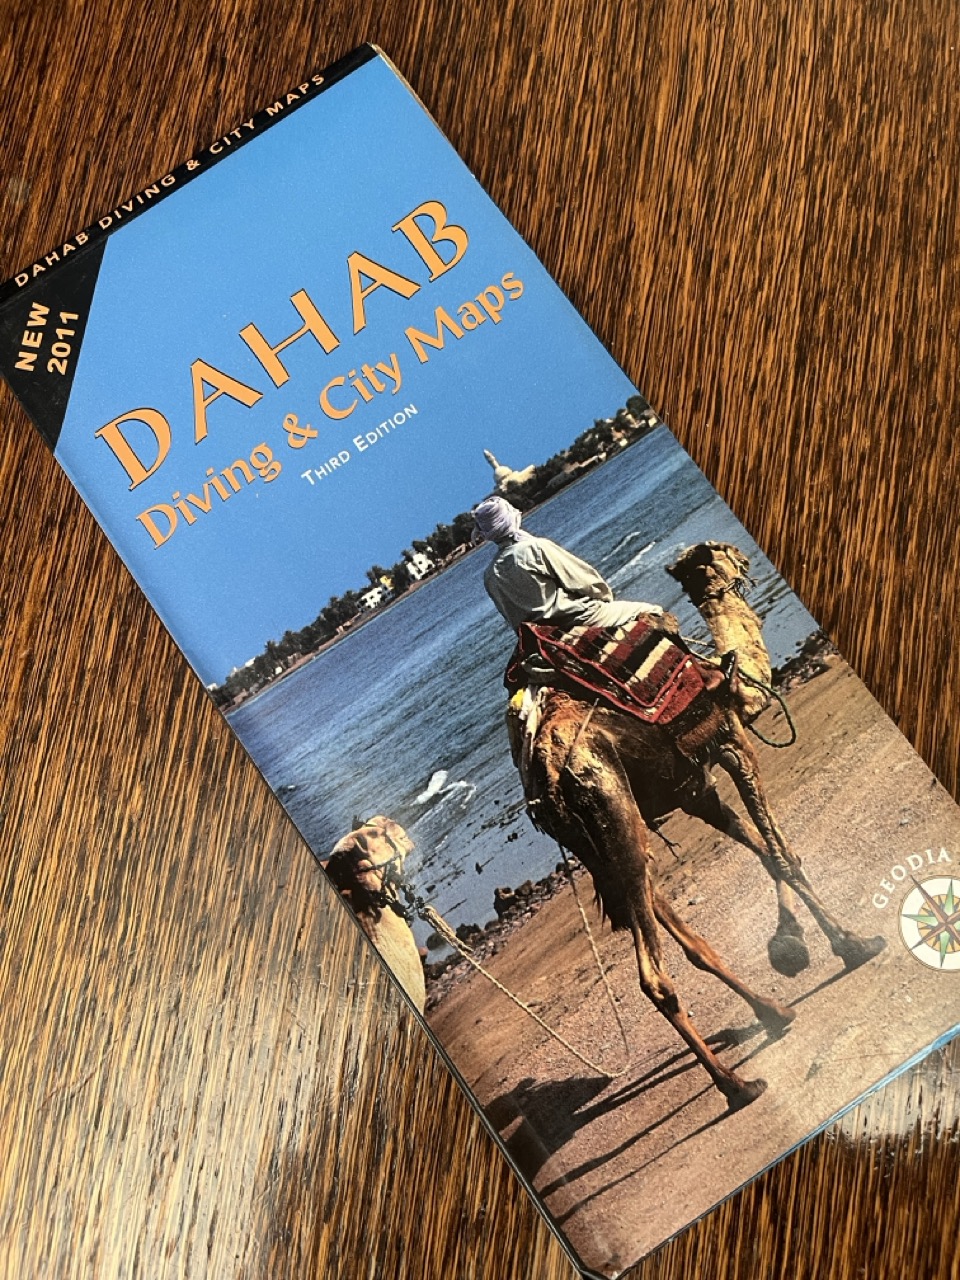 DAHAB DIVING & CITY MAPS
NEW
2011
DAHAB
Diving & City Maps
THIRD EDITION
GEODIA